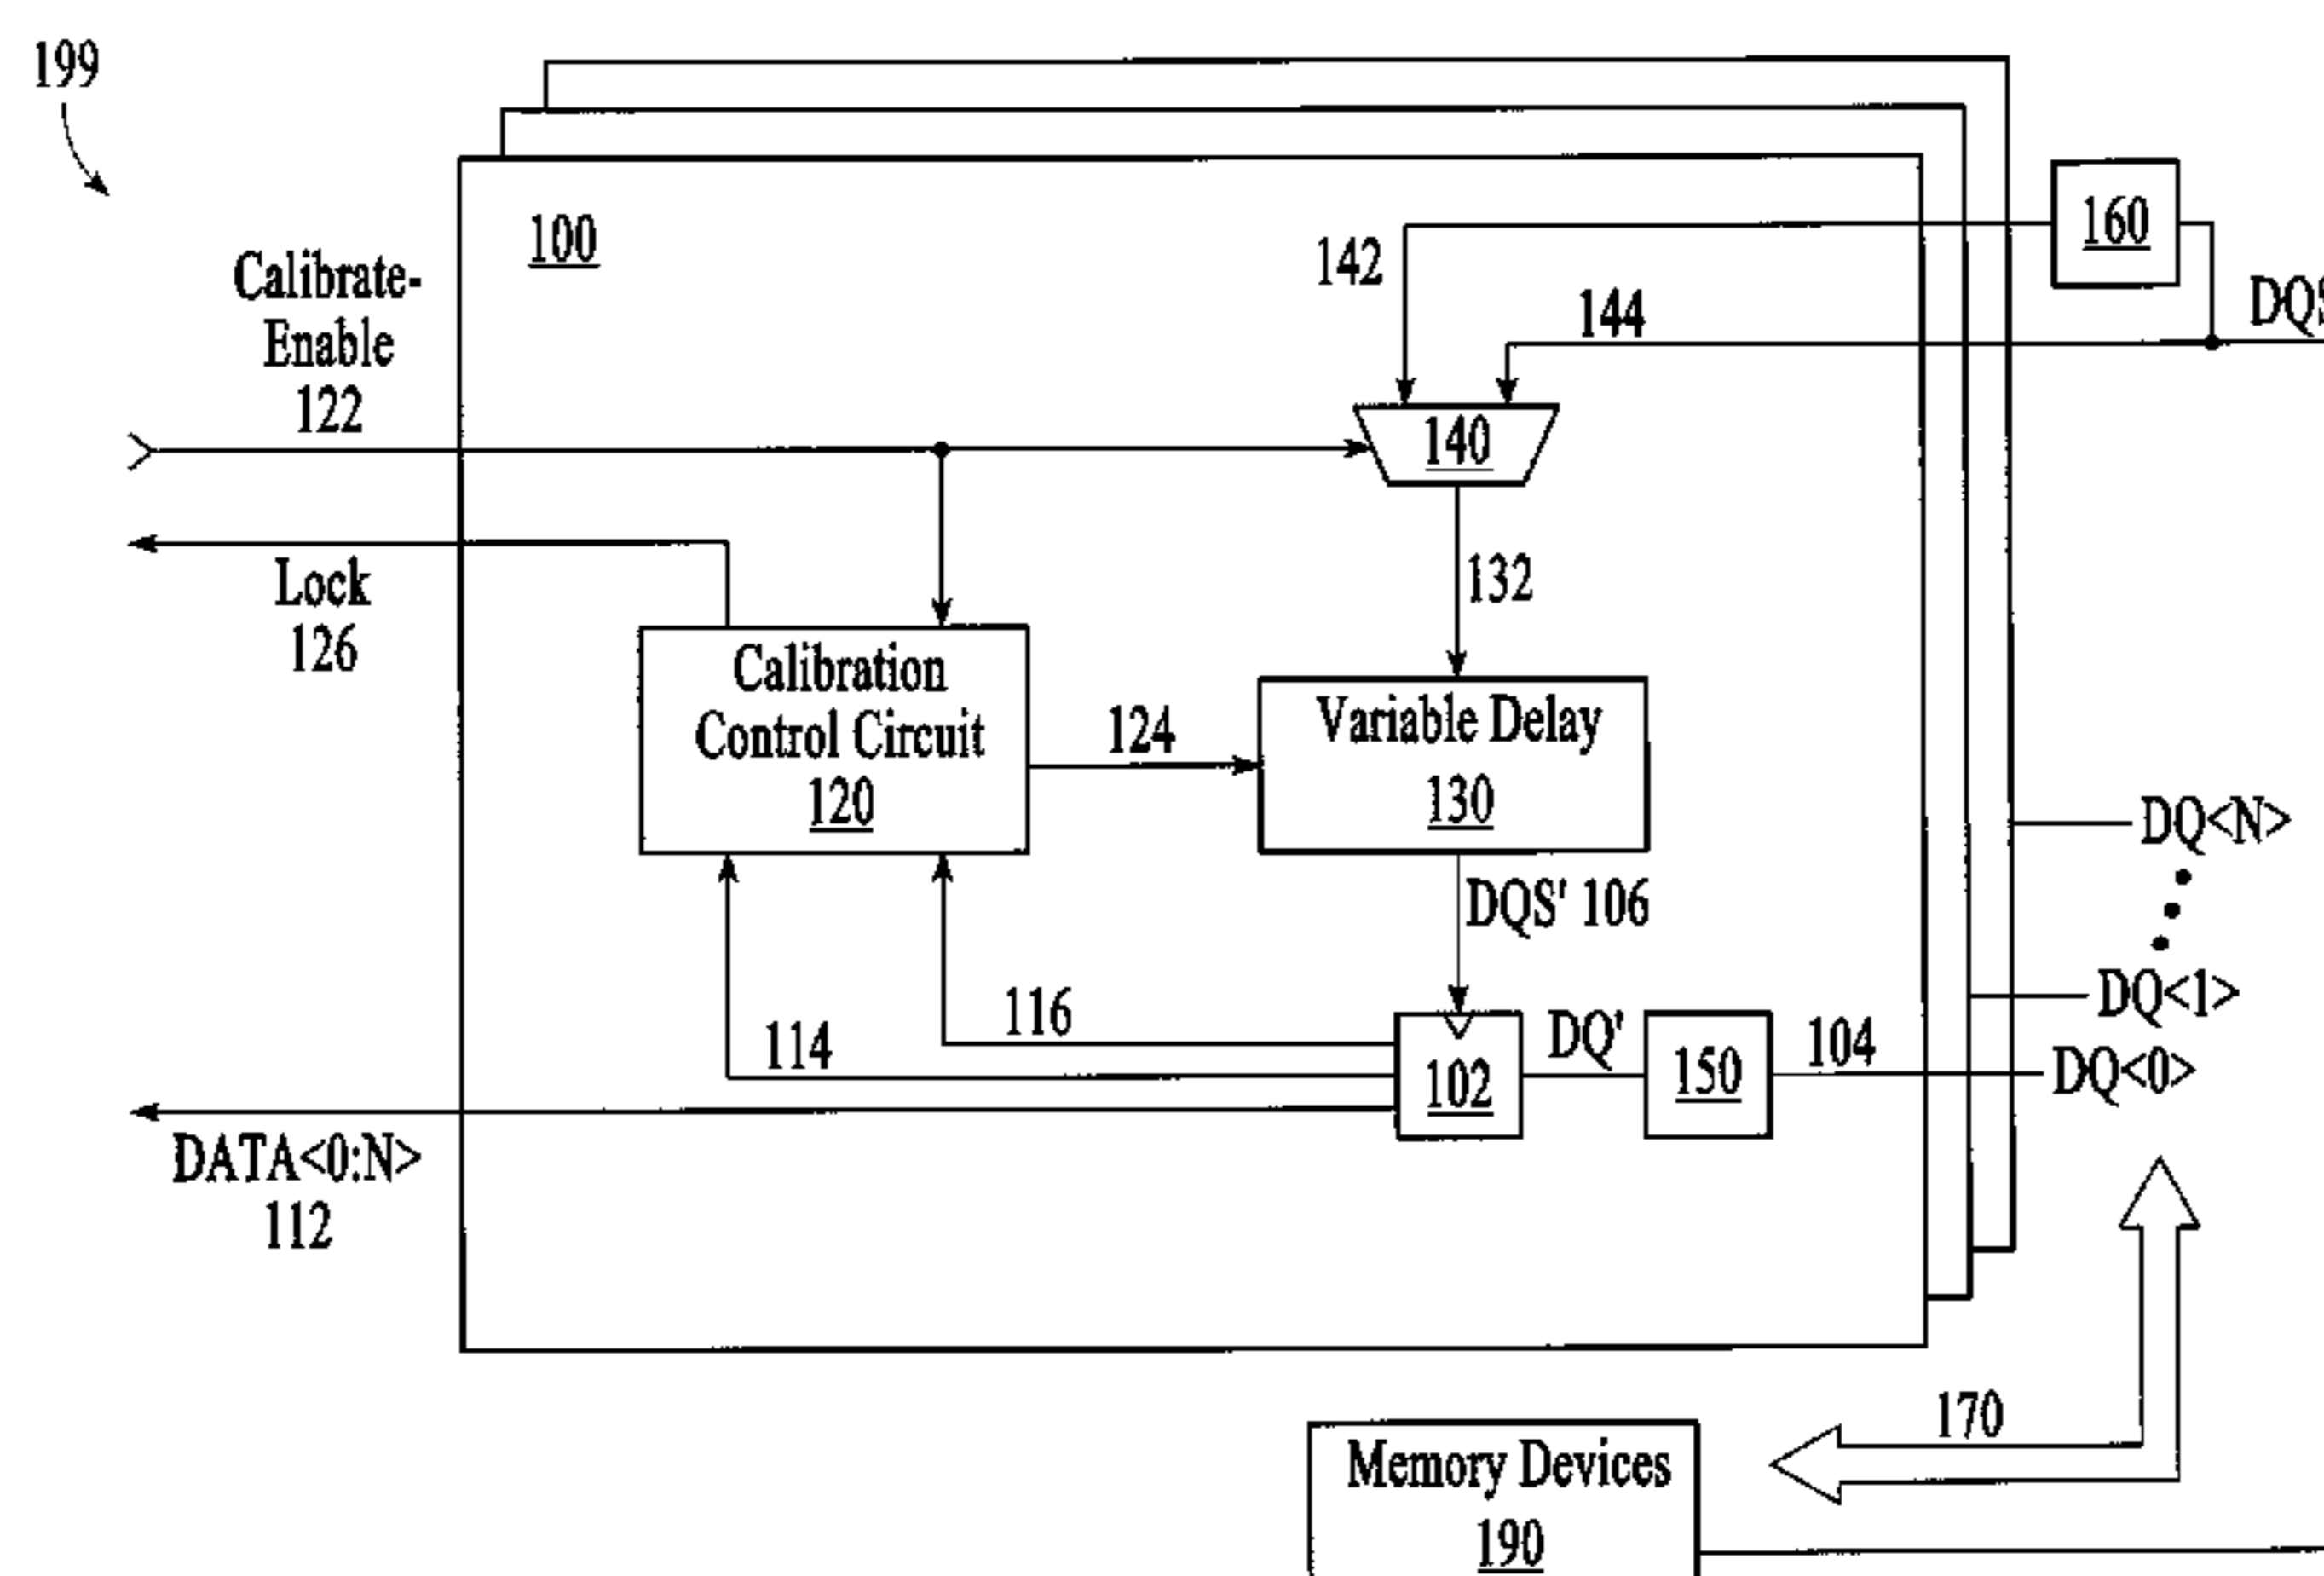 199
100
Calibrate-
Enable
122
142
160
144
140
Lock
126
132
Calibration
Control Circuit
120
124
Variable Delay
130
DQS' 106
DQ<N>
DQ<1>
114
116
102
DQ'
150
104
DQ<0>
DATA<0:N>
112
170
Memory Devices
190